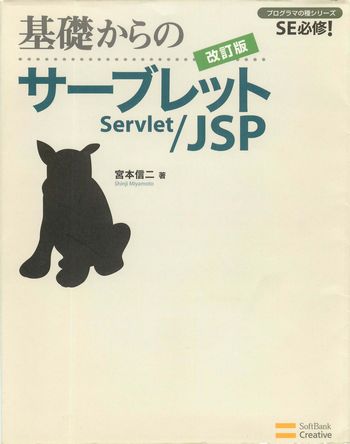 プログラマの種シリーズ
SE必修!
基礎からの
改訂版
サーブレット
Servlet/JSP
宮本信二 著
Shinji Miyamoto
SoftBank
Creative